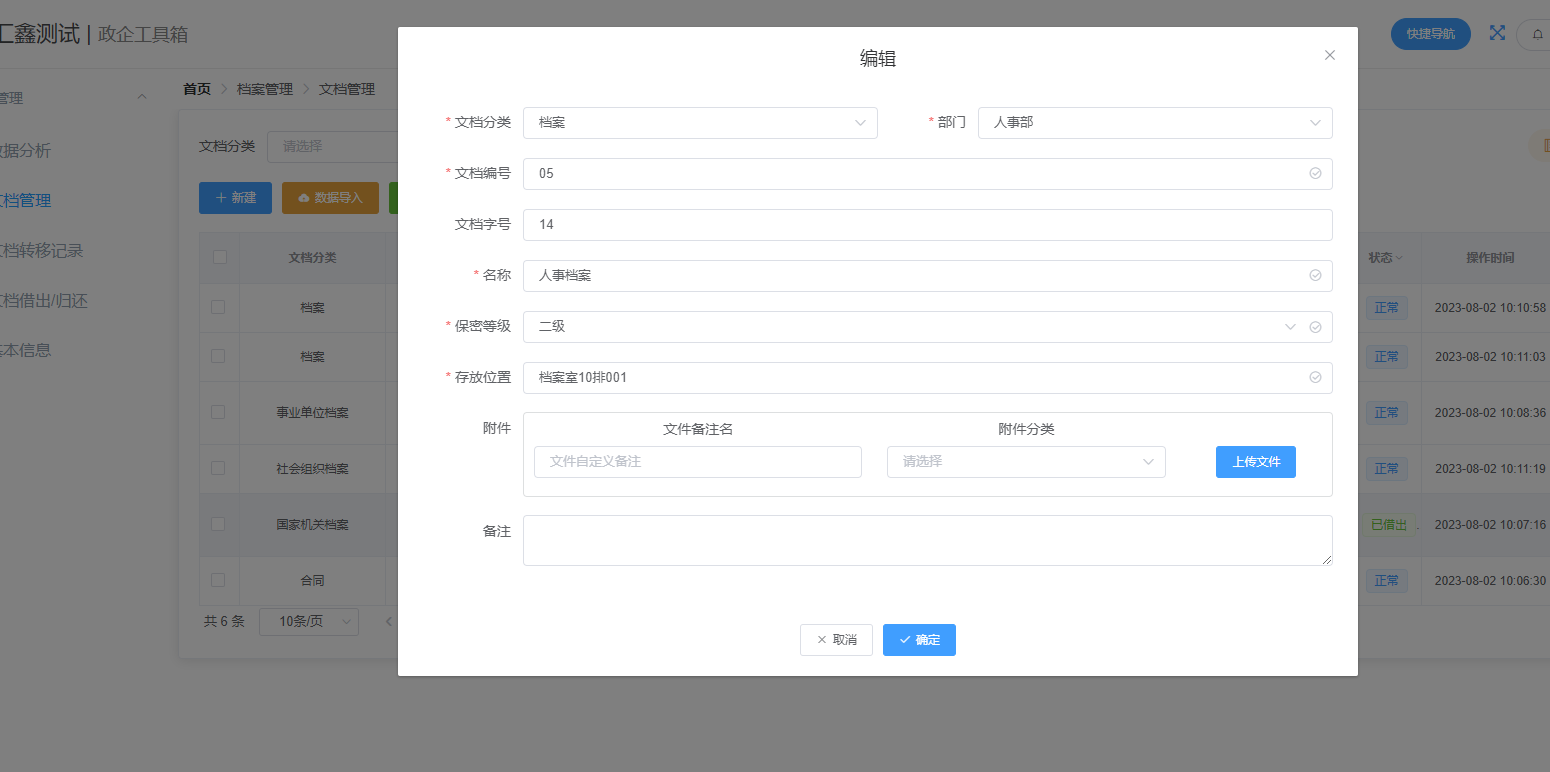 汇鑫测试 | 政企工具箱
快捷导航
管理
首页 > 档案管理 > 文档管理
数据分析
文档管理
文档转移记录
文档借出/归还
基本信息
文档分类 请选择
新建 数据导入
文档分类 状态 操作时间
档案 正常 2023-08-02 10:10:58
档案 正常 2023-08-02 10:11:03
事业单位档案 正常 2023-08-02 10:08:36
社会组织档案 正常 2023-08-02 10:11:19
国家机关档案 已借出 2023-08-02 10:07:16
合同 正常 2023-08-02 10:06:30
共 6 条 10条/页
编辑
* 文档分类 档案 * 部门 人事部
* 文档编号 05
文档字号 14
* 名称 人事档案
* 保密等级 二级
* 存放位置 档案室10排001
附件 文件备注名 附件分类
文件自定义备注 请选择 上传文件
备注
取消 确定